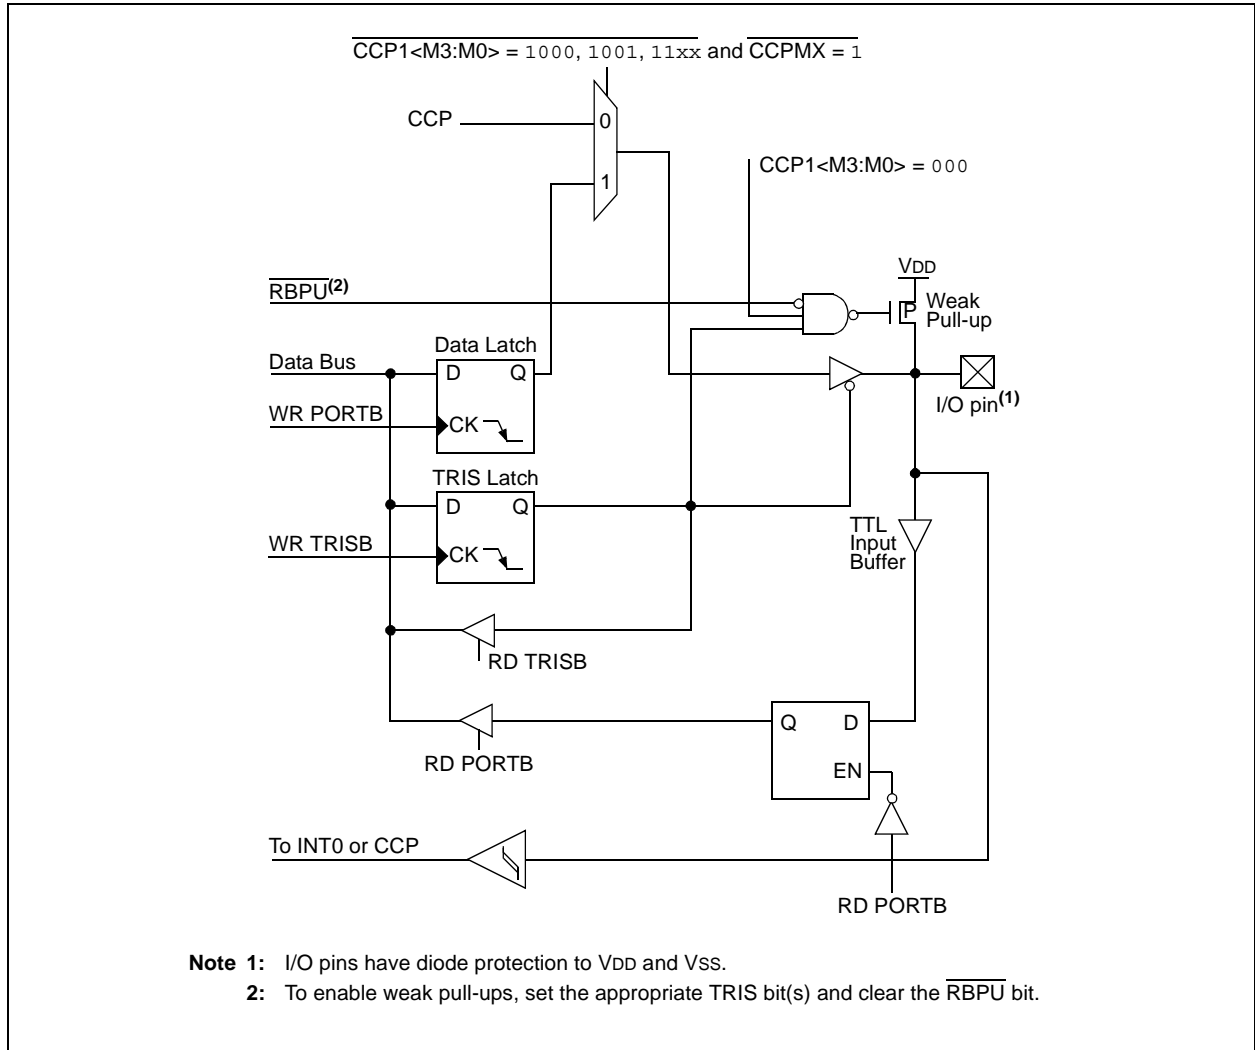 CCP1<M3:M0> = 1000, 1001, 11xx and CCPMX = 1
CCP
0
1
CCP1<M3:M0> = 000
VDD
RBPU(2)
P
Weak
Pull-up
Data Latch
Data Bus
D Q
I/O pin(1)
WR PORTB
CK
TRIS Latch
D Q
TTL
Input
Buffer
WR TRISB
CK
RD TRISB
Q D
RD PORTB
EN
To INT0 or CCP
RD PORTB
Note 1: I/O pins have diode protection to VDD and VSS.
2: To enable weak pull-ups, set the appropriate TRIS bit(s) and clear the RBPU bit.